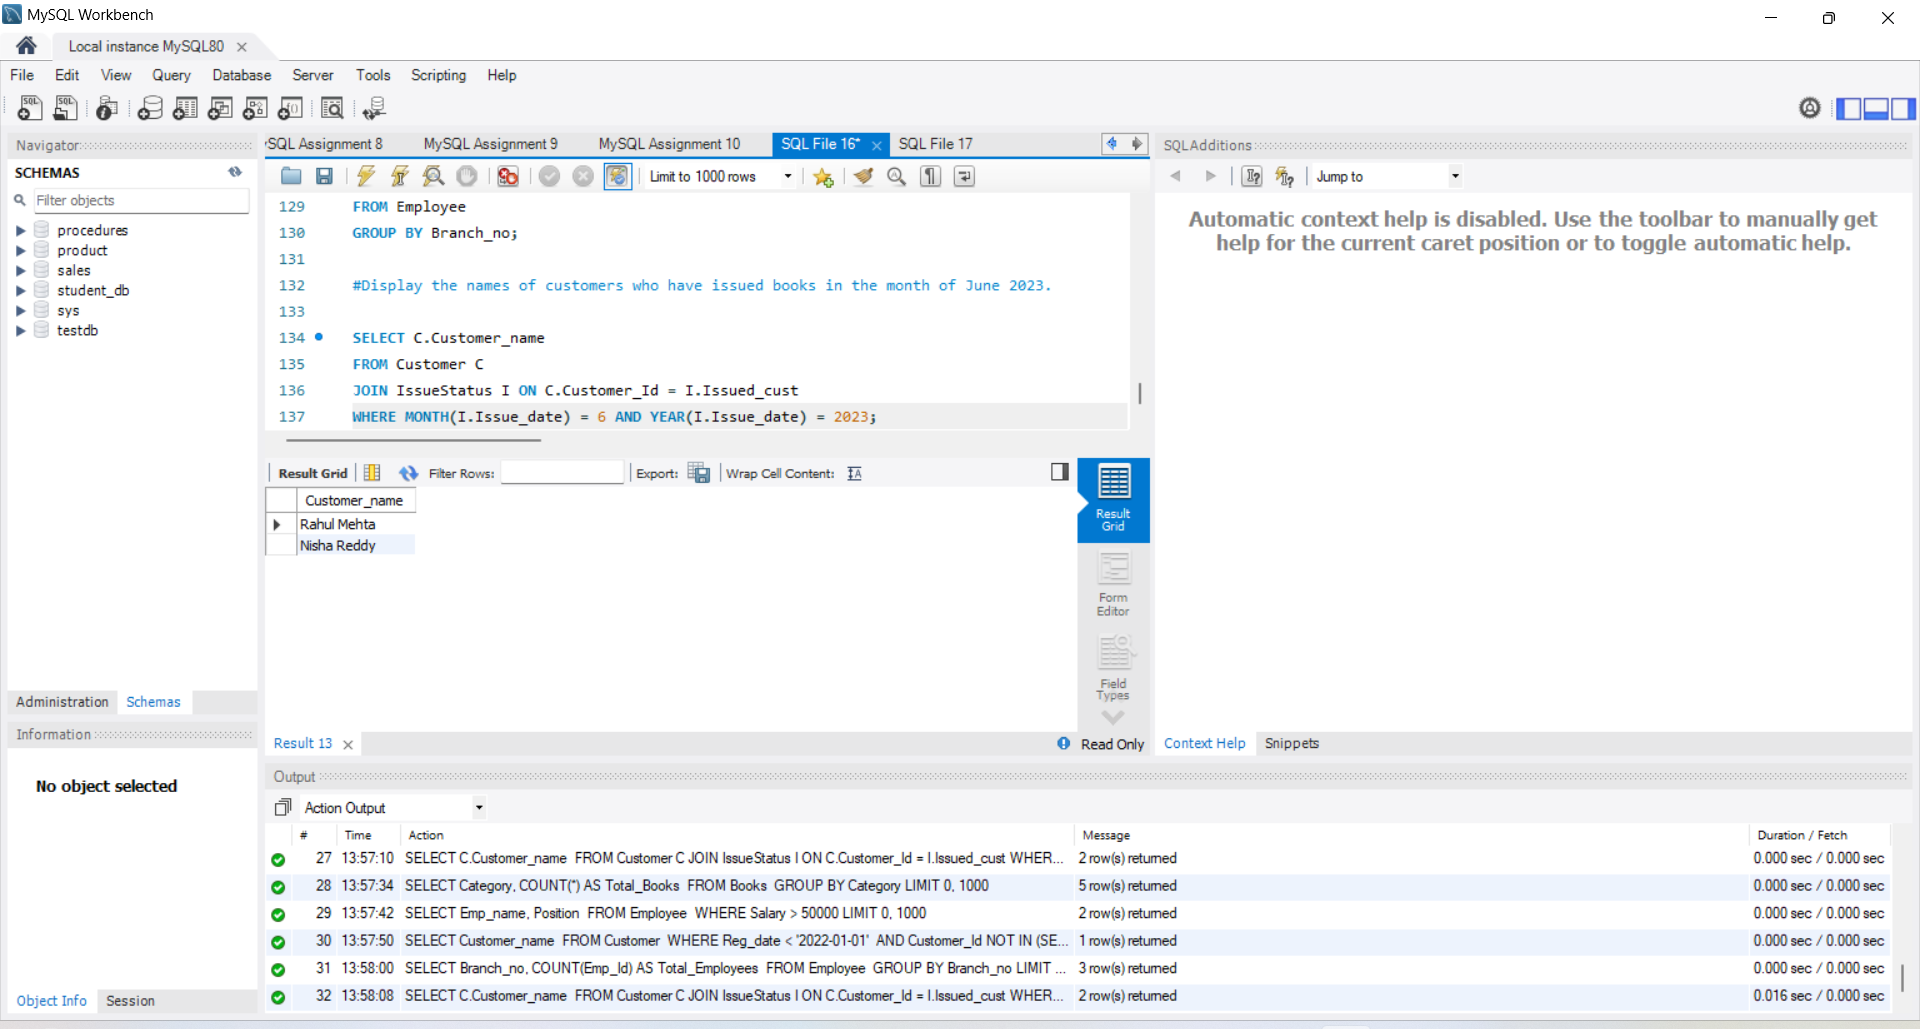 MySQL Workbench
Local instance MySQL80
File Edit View Query Database Server Tools Scripting Help
Navigator
SCHEMAS
Filter objects
procedures
product
sales
student_db
sys
testdb
Administration Schemas
Information
No object selected
Object Info Session
SQL Assignment 8 MySQL Assignment 9 MySQL Assignment 10 SQL File 16* SQL File 17
Limit to 1000 rows
129 FROM Employee
130 GROUP BY Branch_no;
131
132 #Display the names of customers who have issued books in the month of June 2023.
133
134 SELECT C.Customer_name
135 FROM Customer C
136 JOIN IssueStatus I ON C.Customer_Id = I.Issued_cust
137 WHERE MONTH(I.Issue_date) = 6 AND YEAR(I.Issue_date) = 2023;
Result Grid Filter Rows: Export: Wrap Cell Content:
Customer_name
Rahul Mehta
Nisha Reddy
Result
Grid
Form
Editor
Field
Types
Result 13 Read Only
SQLAdditions
Jump to
Automatic context help is disabled. Use the toolbar to manually get
help for the current caret position or to toggle automatic help.
Context Help Snippets
Output
Action Output
# Time Action Message Duration / Fetch
27 13:57:10 SELECT C.Customer_name FROM Customer C JOIN IssueStatus I ON C.Customer_Id = I.Issued_cust WHER... 2 row(s) returned 0.000 sec / 0.000 sec
28 13:57:34 SELECT Category, COUNT(*) AS Total_Books FROM Books GROUP BY Category LIMIT 0, 1000 5 row(s) returned 0.000 sec / 0.000 sec
29 13:57:42 SELECT Emp_name, Position FROM Employee WHERE Salary > 50000 LIMIT 0, 1000 2 row(s) returned 0.000 sec / 0.000 sec
30 13:57:50 SELECT Customer_name FROM Customer WHERE Reg_date < '2022-01-01' AND Customer_Id NOT IN (SE... 1 row(s) returned 0.000 sec / 0.000 sec
31 13:58:00 SELECT Branch_no, COUNT(Emp_Id) AS Total_Employees FROM Employee GROUP BY Branch_no LIMIT ... 3 row(s) returned 0.000 sec / 0.000 sec
32 13:58:08 SELECT C.Customer_name FROM Customer C JOIN IssueStatus I ON C.Customer_Id = I.Issued_cust WHER... 2 row(s) returned 0.016 sec / 0.000 sec